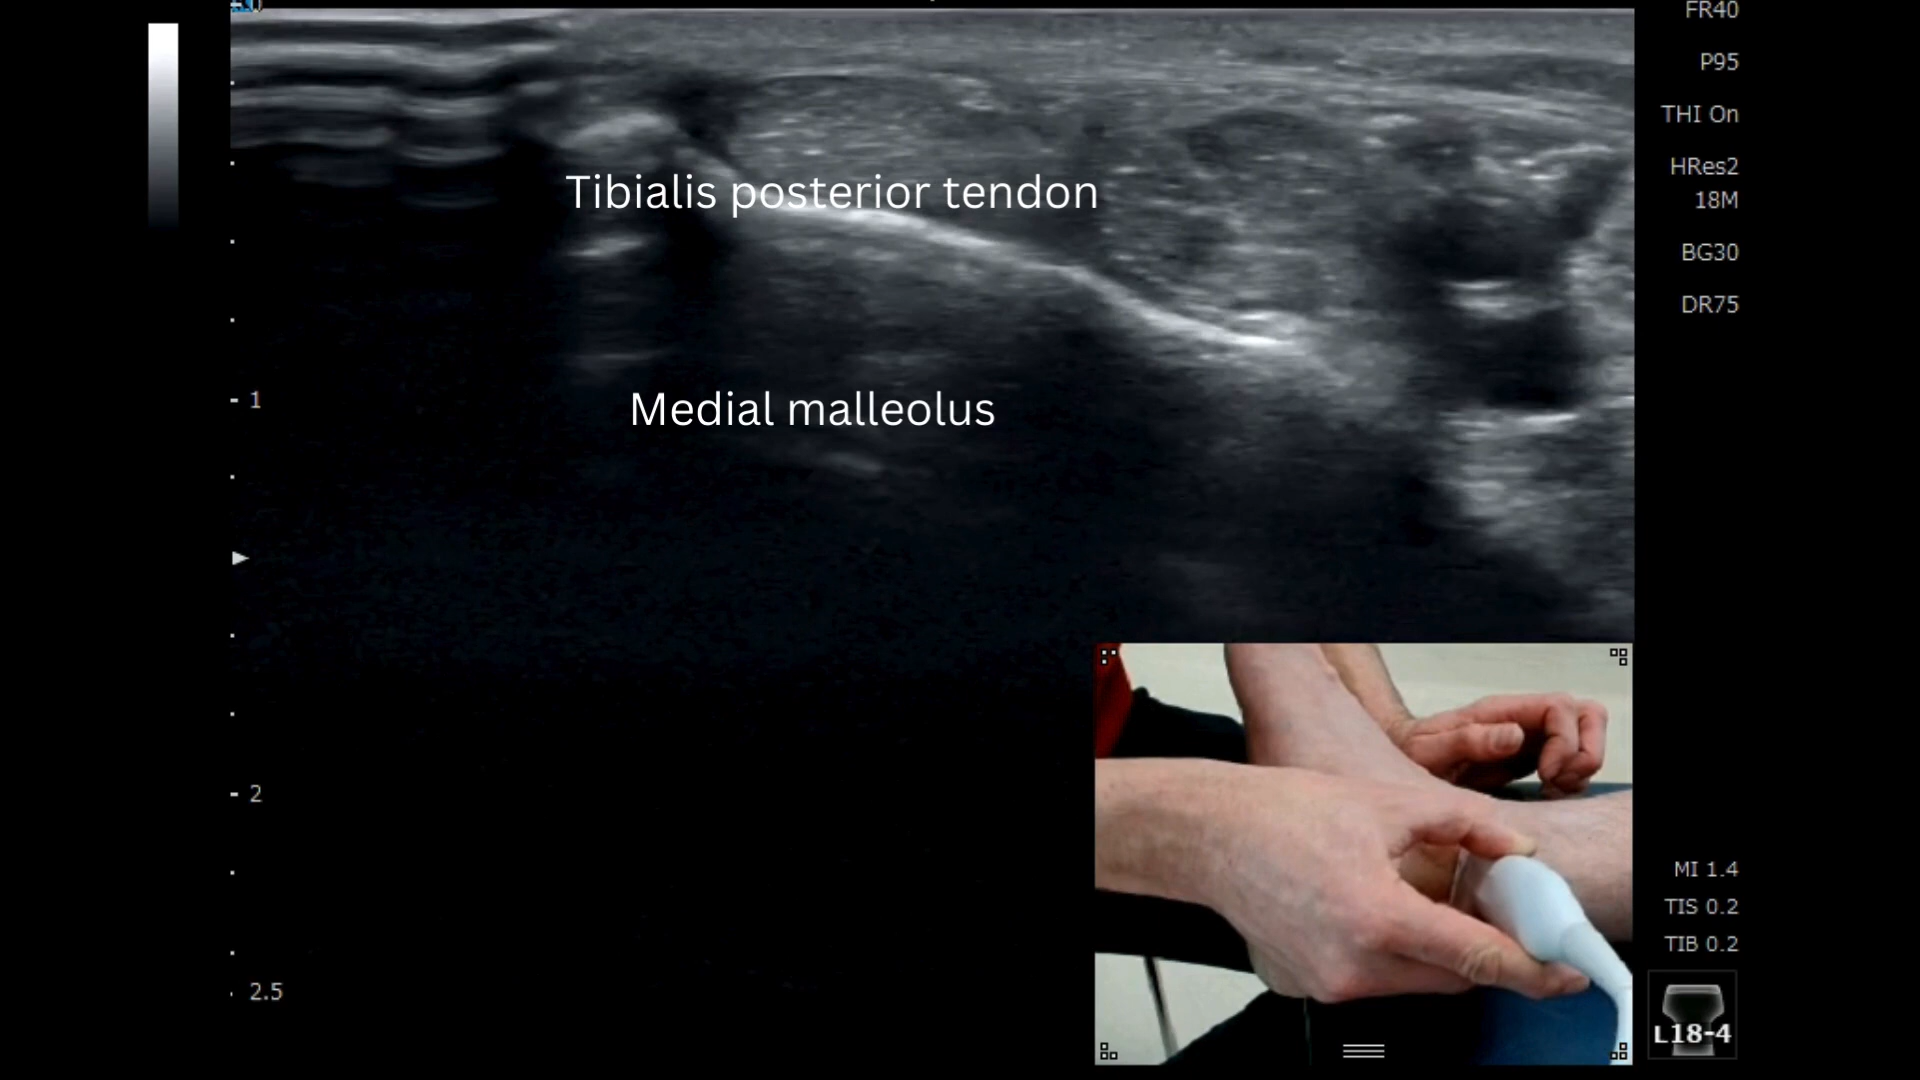 FR40
P95
THI On
HRes2
18M
BG30
DR75
Tibialis posterior tendon
- 1
Medial malleolus
- 2
2.5
MI 1.4
TIS 0.2
TIB 0.2
L18-4